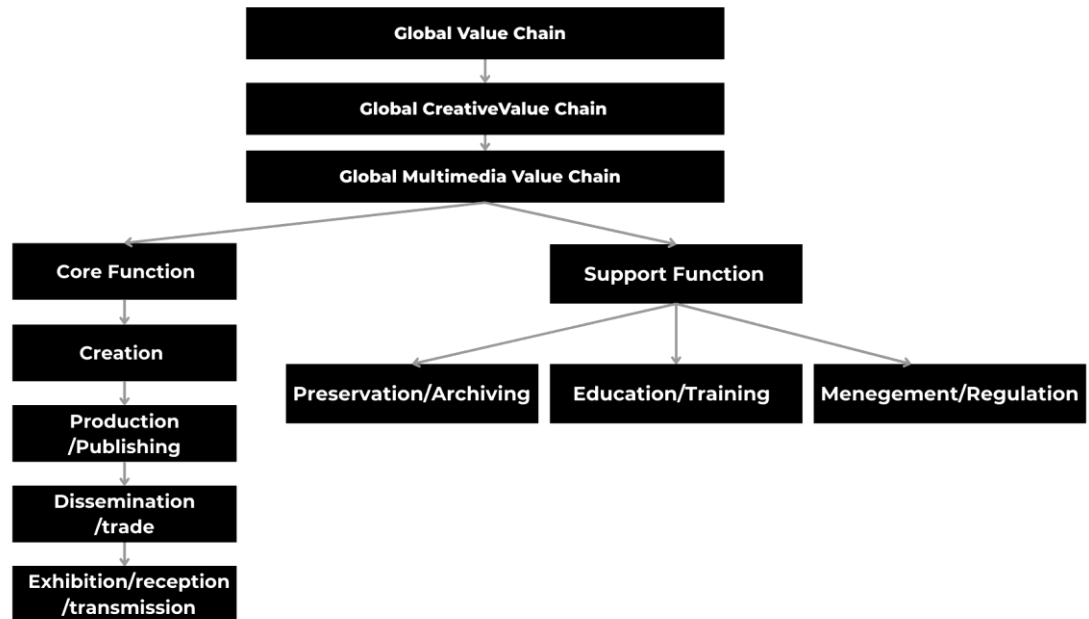 Global Value Chain
Global CreativeValue Chain
Global Multimedia Value Chain
Core Function
Support Function
Creation
Preservation/Archiving
Education/Training
Menegement/Regulation
Production
/Publishing
Dissemination
/trade
Exhibition/reception
/transmission